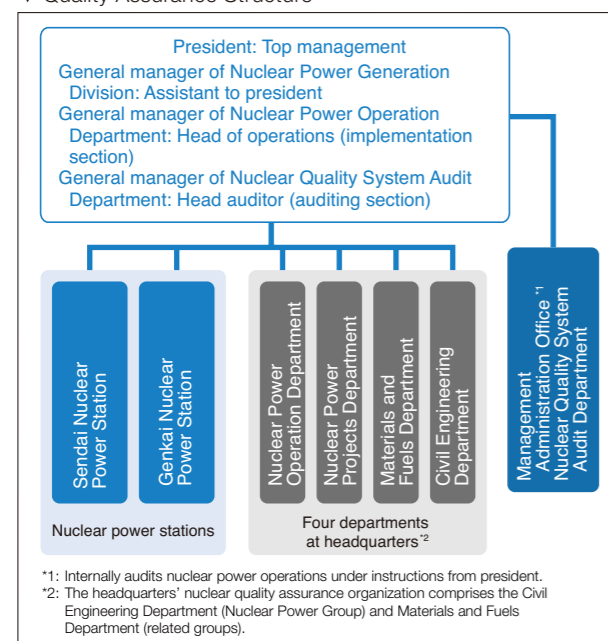 Quality Assurance Structure
President: Top management
General manager of Nuclear Power Generation
Division: Assistant to president
General manager of Nuclear Power Operation
Department: Head of operations (implementation
section)
General manager of Nuclear Quality System Audit
Department: Head auditor (auditing section)
Sendai Nuclear
Power Station
Genkai Nuclear
Power Station
Nuclear Power
Operation Department
Nuclear Power
Projects Department
Materials and
Fuels Department
Civil Engineering
Department
Management
Administration Office *1
Nuclear Quality System
Audit Department
Nuclear power stations
Four departments
at headquarters*2
*1: Internally audits nuclear power operations under instructions from president.
*2: The headquarters' nuclear quality assurance organization comprises the Civil
Engineering Department (Nuclear Power Group) and Materials and Fuels
Department (related groups).